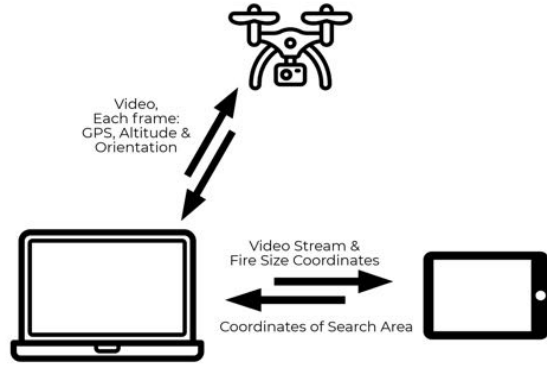 Video,
Each frame:
GPS, Altitude &
Orientation
Video Stream &
Fire Size Coordinates
Coordinates of Search Area